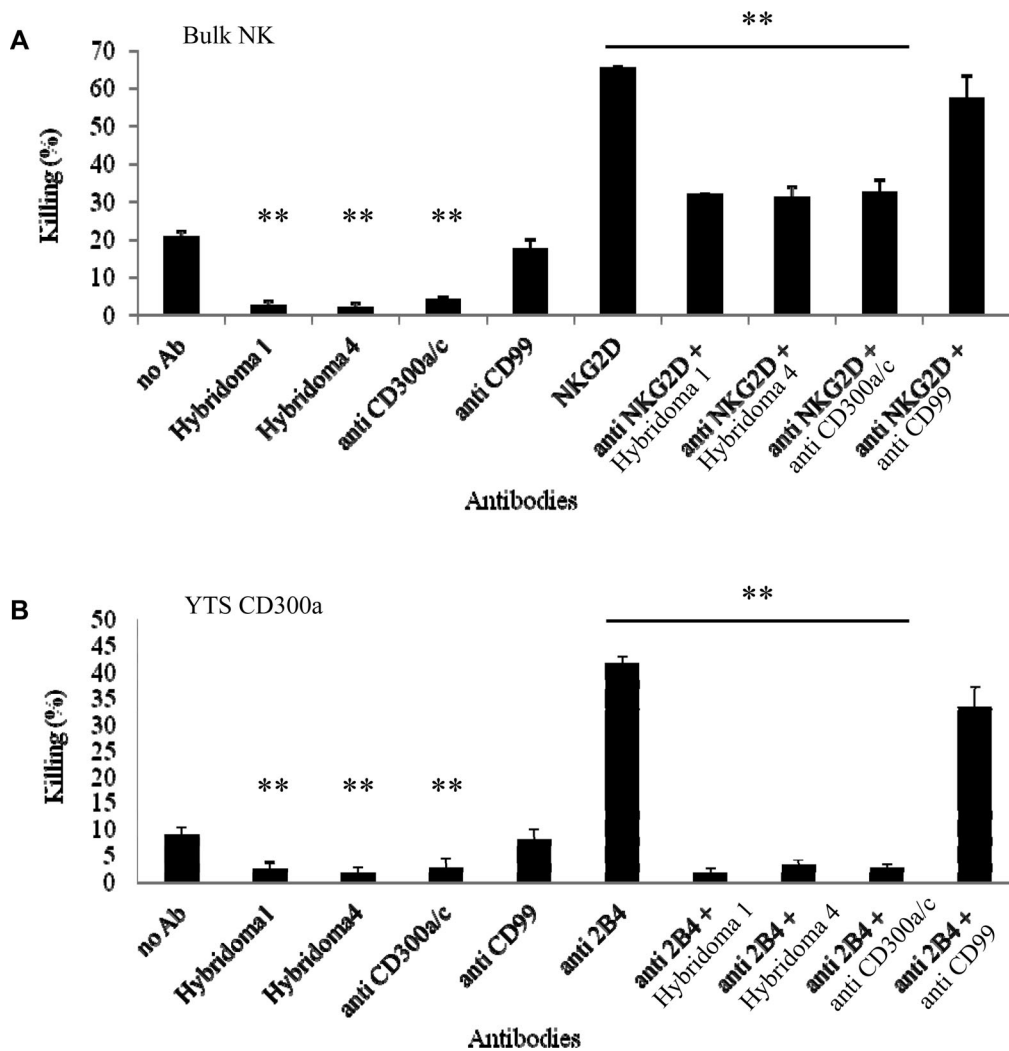 A
Bulk NK
**
70
60
50
40
30
20
10
0
Killing (%)
** ** **
no Ab
Hybridoma 1
Hybridoma 4
anti CD300a/c
anti CD99
NKG2D
anti NKG2D +
Hybridoma 1
anti NKG2D +
Hybridoma 4
anti NKG2D +
anti CD300a/c
anti NKG2D +
anti CD99
Antibodies
B
YTS CD300a
**
50
45
40
35
30
25
20
15
10
5
0
Killing (%)
** ** **
no Ab
Hybridoma1
Hybridoma4
anti CD300a/c
anti CD99
anti 2B4
anti 2B4 +
Hybridoma 1
anti 2B4 +
Hybridoma 4
anti 2B4 +
anti CD300a/c
anti 2B4 +
anti CD99
Antibodies